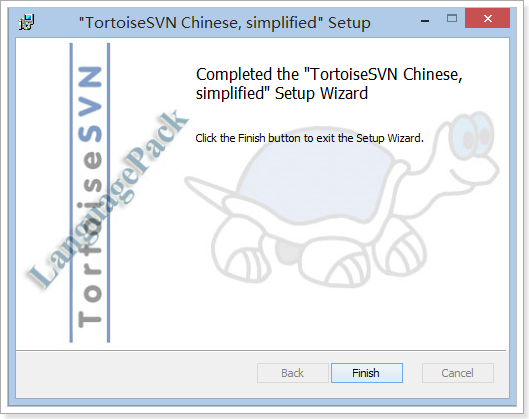 "TortoiseSVN Chinese, simplified" Setup
TortoiseSVN
LanguagePack
Completed the "TortoiseSVN Chinese,
simplified" Setup Wizard
Click the Finish button to exit the Setup Wizard.
Back
Finish
Cancel